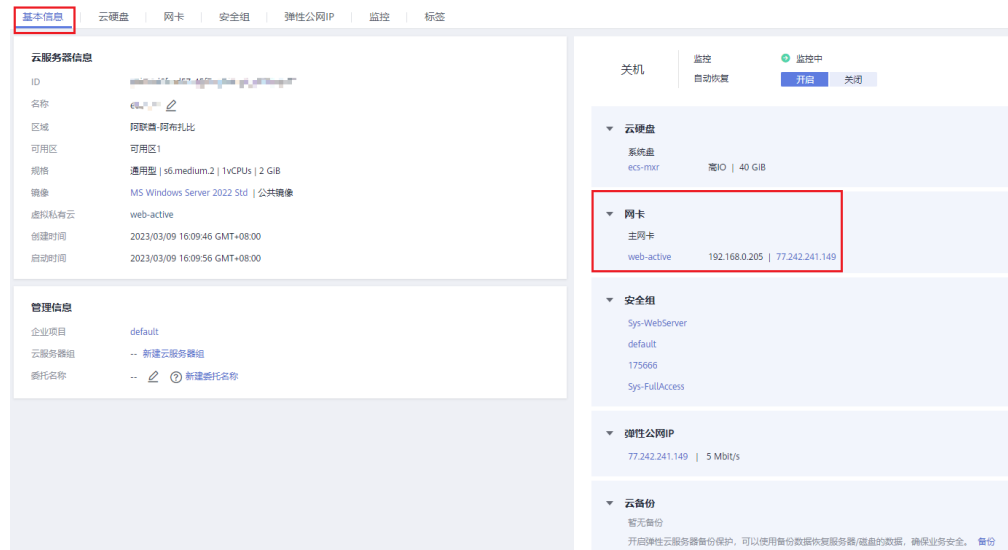 基本信息 云硬盘 网卡 安全组 弹性公网IP 监控 标签
云服务器信息
ID
名称
区域 阿联酋-阿布扎比
可用区 可用区1
规格 通用型 | s6.medium.2 | 1vCPUs | 2 GiB
镜像 MS Windows Server 2022 Std | 公共镜像
虚拟私有云 web-active
创建时间 2023/03/09 16:09:46 GMT+08:00
启动时间 2023/03/09 16:09:56 GMT+08:00
管理信息
企业项目 default
云服务器组 -- 新建云服务器组
委托名称 -- 新建委托名称
关机
监控 监控中
自动恢复 开启 关闭
云硬盘
系统盘
ecs-mxr 高IO | 40 GiB
网卡
主网卡
web-active 192.168.0.205 | 77.242.241.149
安全组
Sys-WebServer
default
175666
Sys-FullAccess
弹性公网IP
77.242.241.149 | 5 Mbit/s
云备份
暂无备份
开启弹性云服务器备份保护，可以使用备份数据恢复服务器/磁盘的数据，确保业务安全。 备份